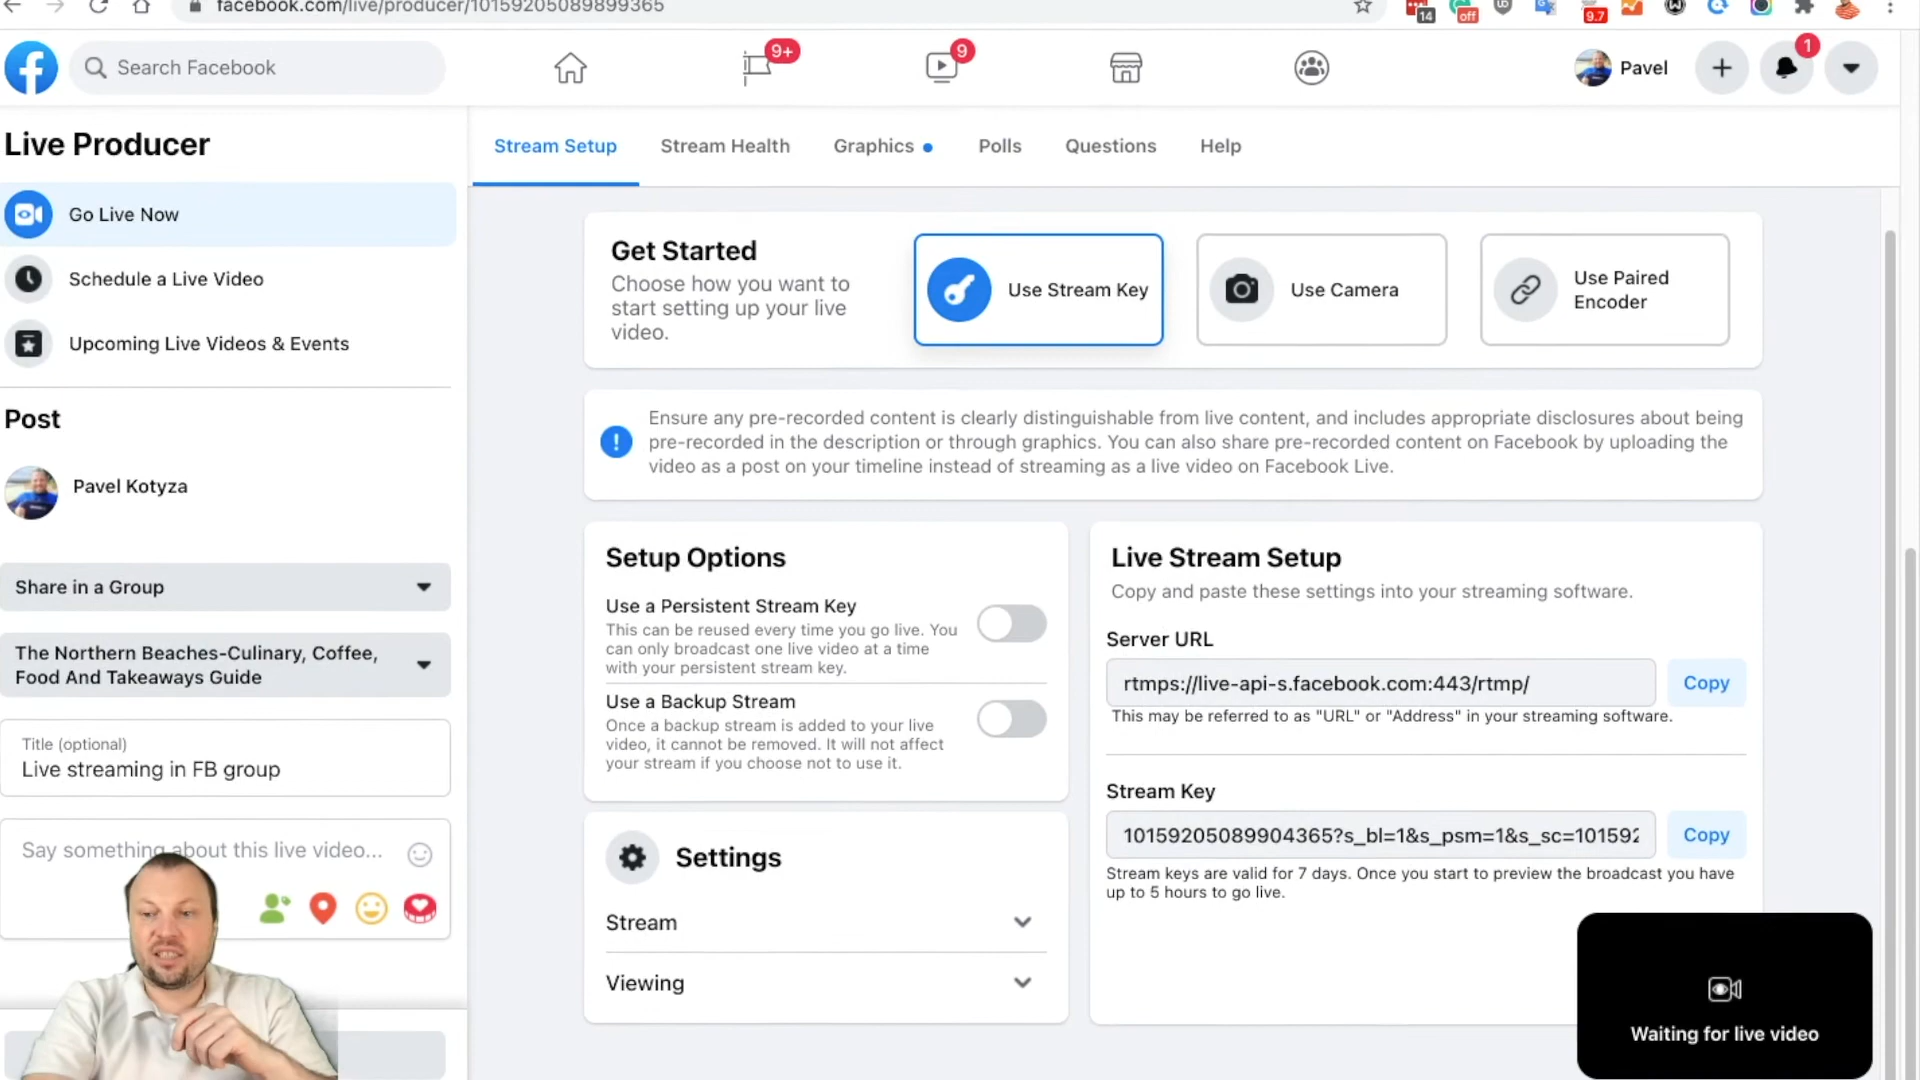 facebook.com/live/producer/10159205089899365
14
off
9.7
Search Facebook
9+
9
Pavel
1
Live Producer
Go Live Now
Schedule a Live Video
Upcoming Live Videos & Events
Post
Pavel Kotyza
Share in a Group
The Northern Beaches-Culinary, Coffee,
Food And Takeaways Guide
Title (optional)
Live streaming in FB group
Say something about this live video...
Stream Setup
Stream Health
Graphics
Polls
Questions
Help
Get Started
Choose how you want to
start setting up your live
video.
Use Stream Key
Use Camera
Use Paired
Encoder
Ensure any pre-recorded content is clearly distinguishable from live content, and includes appropriate disclosures about being
pre-recorded in the description or through graphics. You can also share pre-recorded content on Facebook by uploading the
video as a post on your timeline instead of streaming as a live video on Facebook Live.
Setup Options
Use a Persistent Stream Key
This can be reused every time you go live. You
can only broadcast one live video at a time
with your persistent stream key.
Use a Backup Stream
Once a backup stream is added to your live
video, it cannot be removed. It will not affect
your stream if you choose not to use it.
Settings
Stream
Viewing
Live Stream Setup
Copy and paste these settings into your streaming software.
Server URL
rtmps://live-api-s.facebook.com:443/rtmp/
Copy
This may be referred to as "URL" or "Address" in your streaming software.
Stream Key
10159205089904365?s_bl=1&s_psm=1&s_sc=101592
Copy
Stream keys are valid for 7 days. Once you start to preview the broadcast you have
up to 5 hours to go live.
Waiting for live video